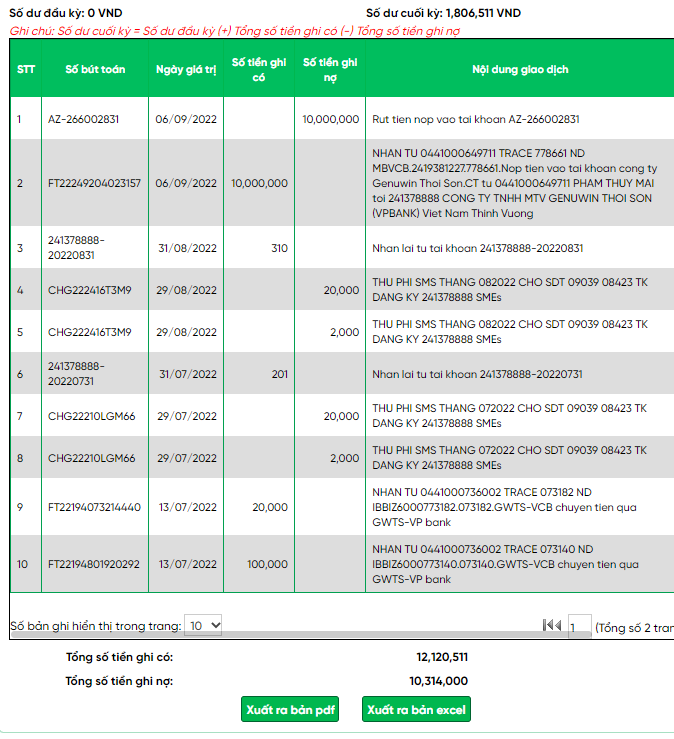 Số dư đầu kỳ: 0 VND Số dư cuối kỳ: 1,806,511 VND
Ghi chú: Số dư cuối kỳ = Số dư đầu kỳ (+) Tổng số tiền ghi có (-) Tổng số tiền ghi nợ
STT Số bút toán Ngày giá trị Số tiền ghi có Số tiền ghi nợ Nội dung giao dịch
1 AZ-266002831 06/09/2022 10,000,000 Rut tien nop vao tai khoan AZ-266002831
NHAN TU 0441000649711 TRACE 778661 ND
MBVCB.2419381227.778661.Nop tien vao tai khoan cong ty
2 FT22249204023157 06/09/2022 10,000,000 Genuwin Thoi Son.CT tu 0441000649711 PHAM THUY MAI
toi 241378888 CONG TY TNHH MTV GENUWIN THOI SON
(VPBANK) Viet Nam Thinh Vuong
3 241378888-20220831 31/08/2022 310 Nhan lai tu tai khoan 241378888-20220831
4 CHG222416T3M9 29/08/2022 20,000 THU PHI SMS THANG 082022 CHO SDT 09039 08423 TK
DANG KY 241378888 SMEs
5 CHG222416T3M9 29/08/2022 2,000 THU PHI SMS THANG 082022 CHO SDT 09039 08423 TK
DANG KY 241378888 SMEs
6 241378888-20220731 31/07/2022 201 Nhan lai tu tai khoan 241378888-20220731
7 CHG22210LGM66 29/07/2022 20,000 THU PHI SMS THANG 072022 CHO SDT 09039 08423 TK
DANG KY 241378888 SMEs
8 CHG22210LGM66 29/07/2022 2,000 THU PHI SMS THANG 072022 CHO SDT 09039 08423 TK
DANG KY 241378888 SMEs
NHAN TU 0441000736002 TRACE 073182 ND
9 FT22194073214440 13/07/2022 20,000 IBBIZ6000773182.073182.GWTS-VCB chuyen tien qua
GWTS-VP bank
NHAN TU 0441000736002 TRACE 073140 ND
10 FT22194801920292 13/07/2022 100,000 IBBIZ6000773140.073140.GWTS-VCB chuyen tien qua
GWTS-VP bank
Số bản ghi hiển thị trong trang: 10 1 (Tổng số 2 tran
Tổng số tiền ghi có: 12,120,511
Tổng số tiền ghi nợ: 10,314,000
Xuất ra bản pdf Xuất ra bản excel